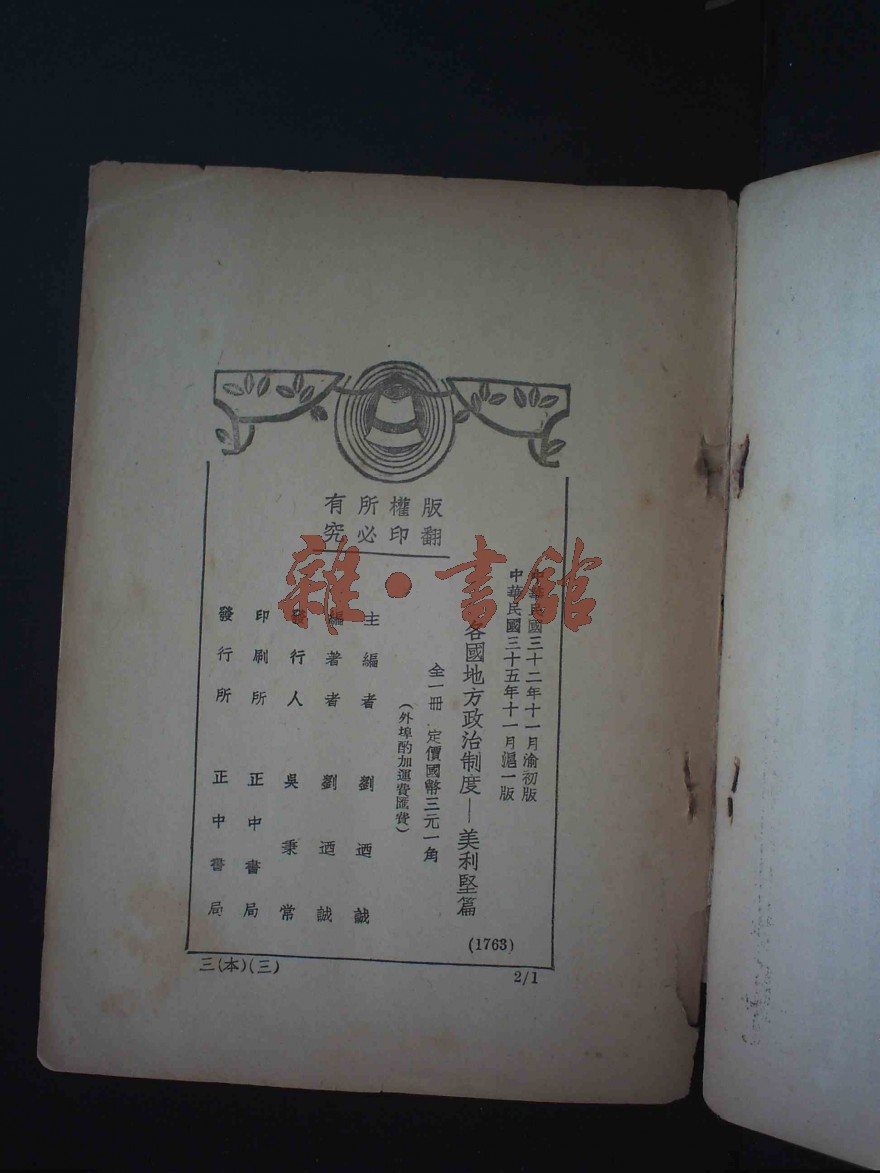 版權所有
翻印必究
中華民國三十二年十一月渝初版
中華民國三十五年十一月滬一版
各國地方政治制度——美利堅篇
全一冊 定價國幣三元一角
(外埠酌加運費匯費)
主編者 劉迺誠
編著者 劉迺誠
發行人 吳秉常
印刷所 正中書局
發行所 正中書局
(1763)
三(本)(三)
2/1
雜·書館